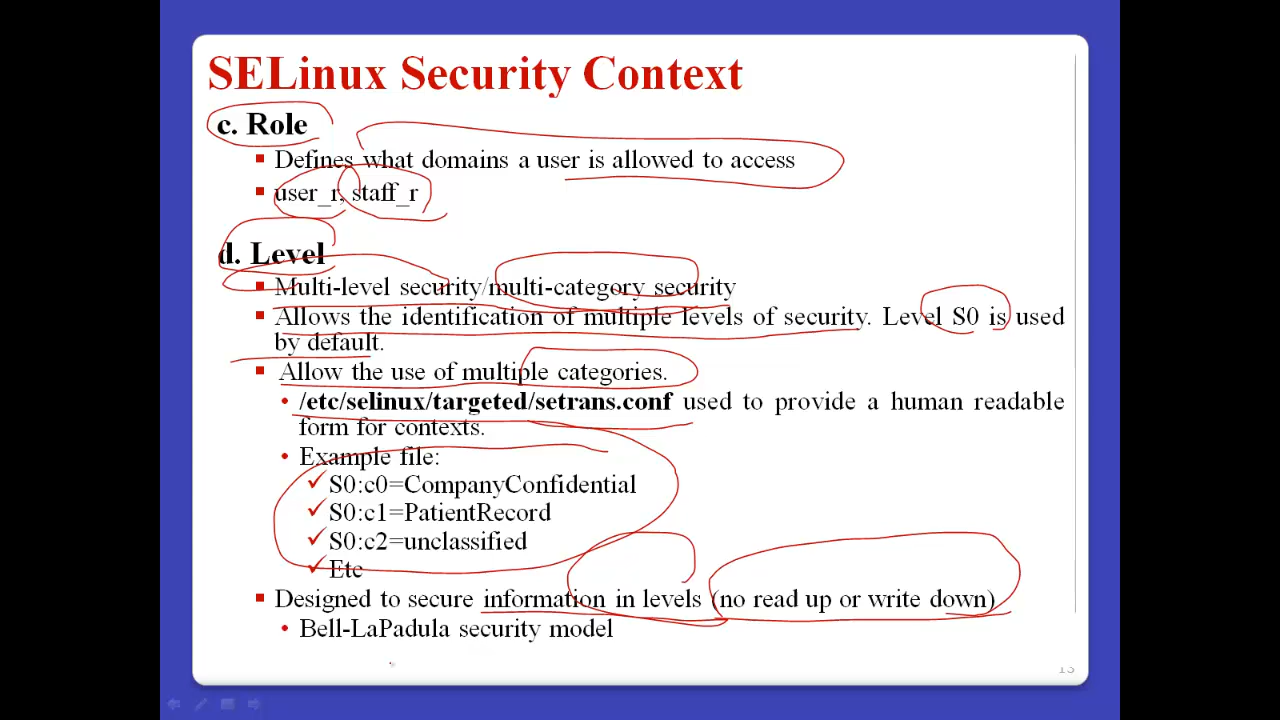 SELinux Security Context
c. Role
Defines what domains a user is allowed to access
user_r, staff_r
d. Level
Multi-level security/multi-category security
Allows the identification of multiple levels of security. Level S0 is used
by default.
Allow the use of multiple categories.
/etc/selinux/targeted/setrans.conf used to provide a human readable
form for contexts.
Example file:
S0:c0=CompanyConfidential
S0:c1=PatientRecord
S0:c2=unclassified
Etc
Designed to secure information in levels (no read up or write down)
Bell-LaPadula security model
13